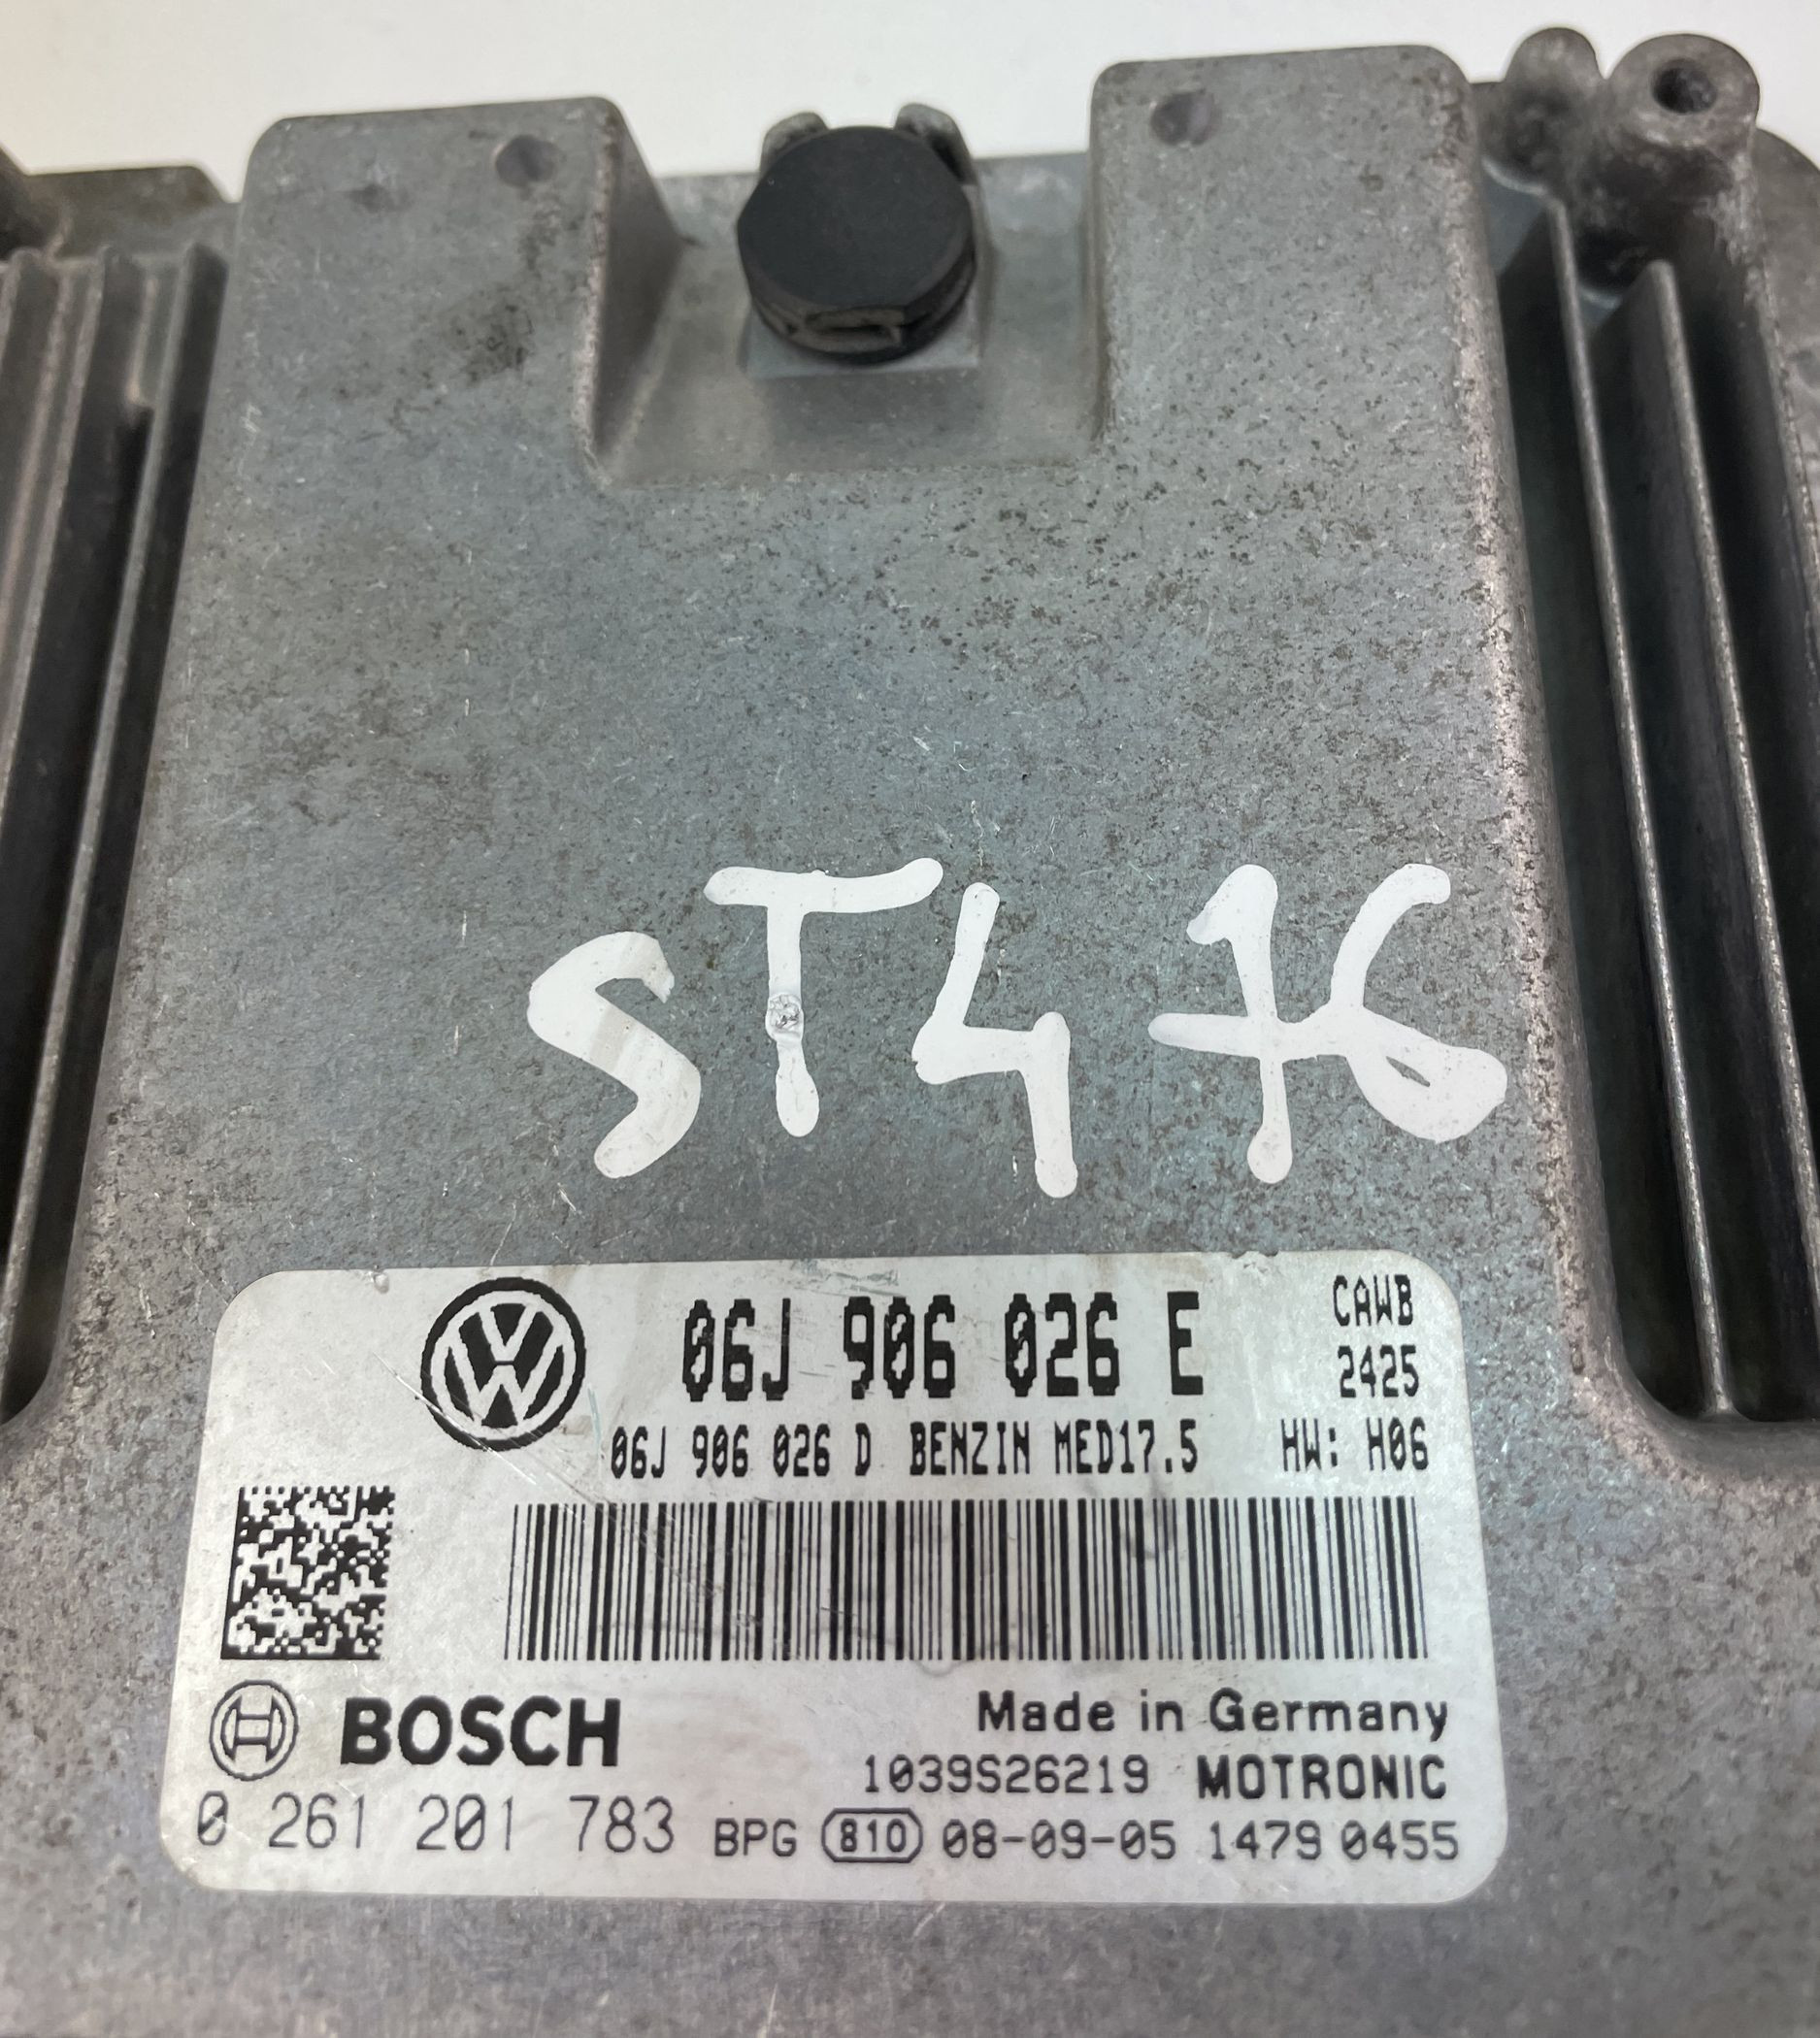 ST476
06J 906 026 E CAWB
2425
06J 906 026 D BENZIN MED17.5 HW: H06
BOSCH Made in Germany
1039S26219 MOTRONIC
0 261 201 783 BPG 810 08-09-05 1479 0455